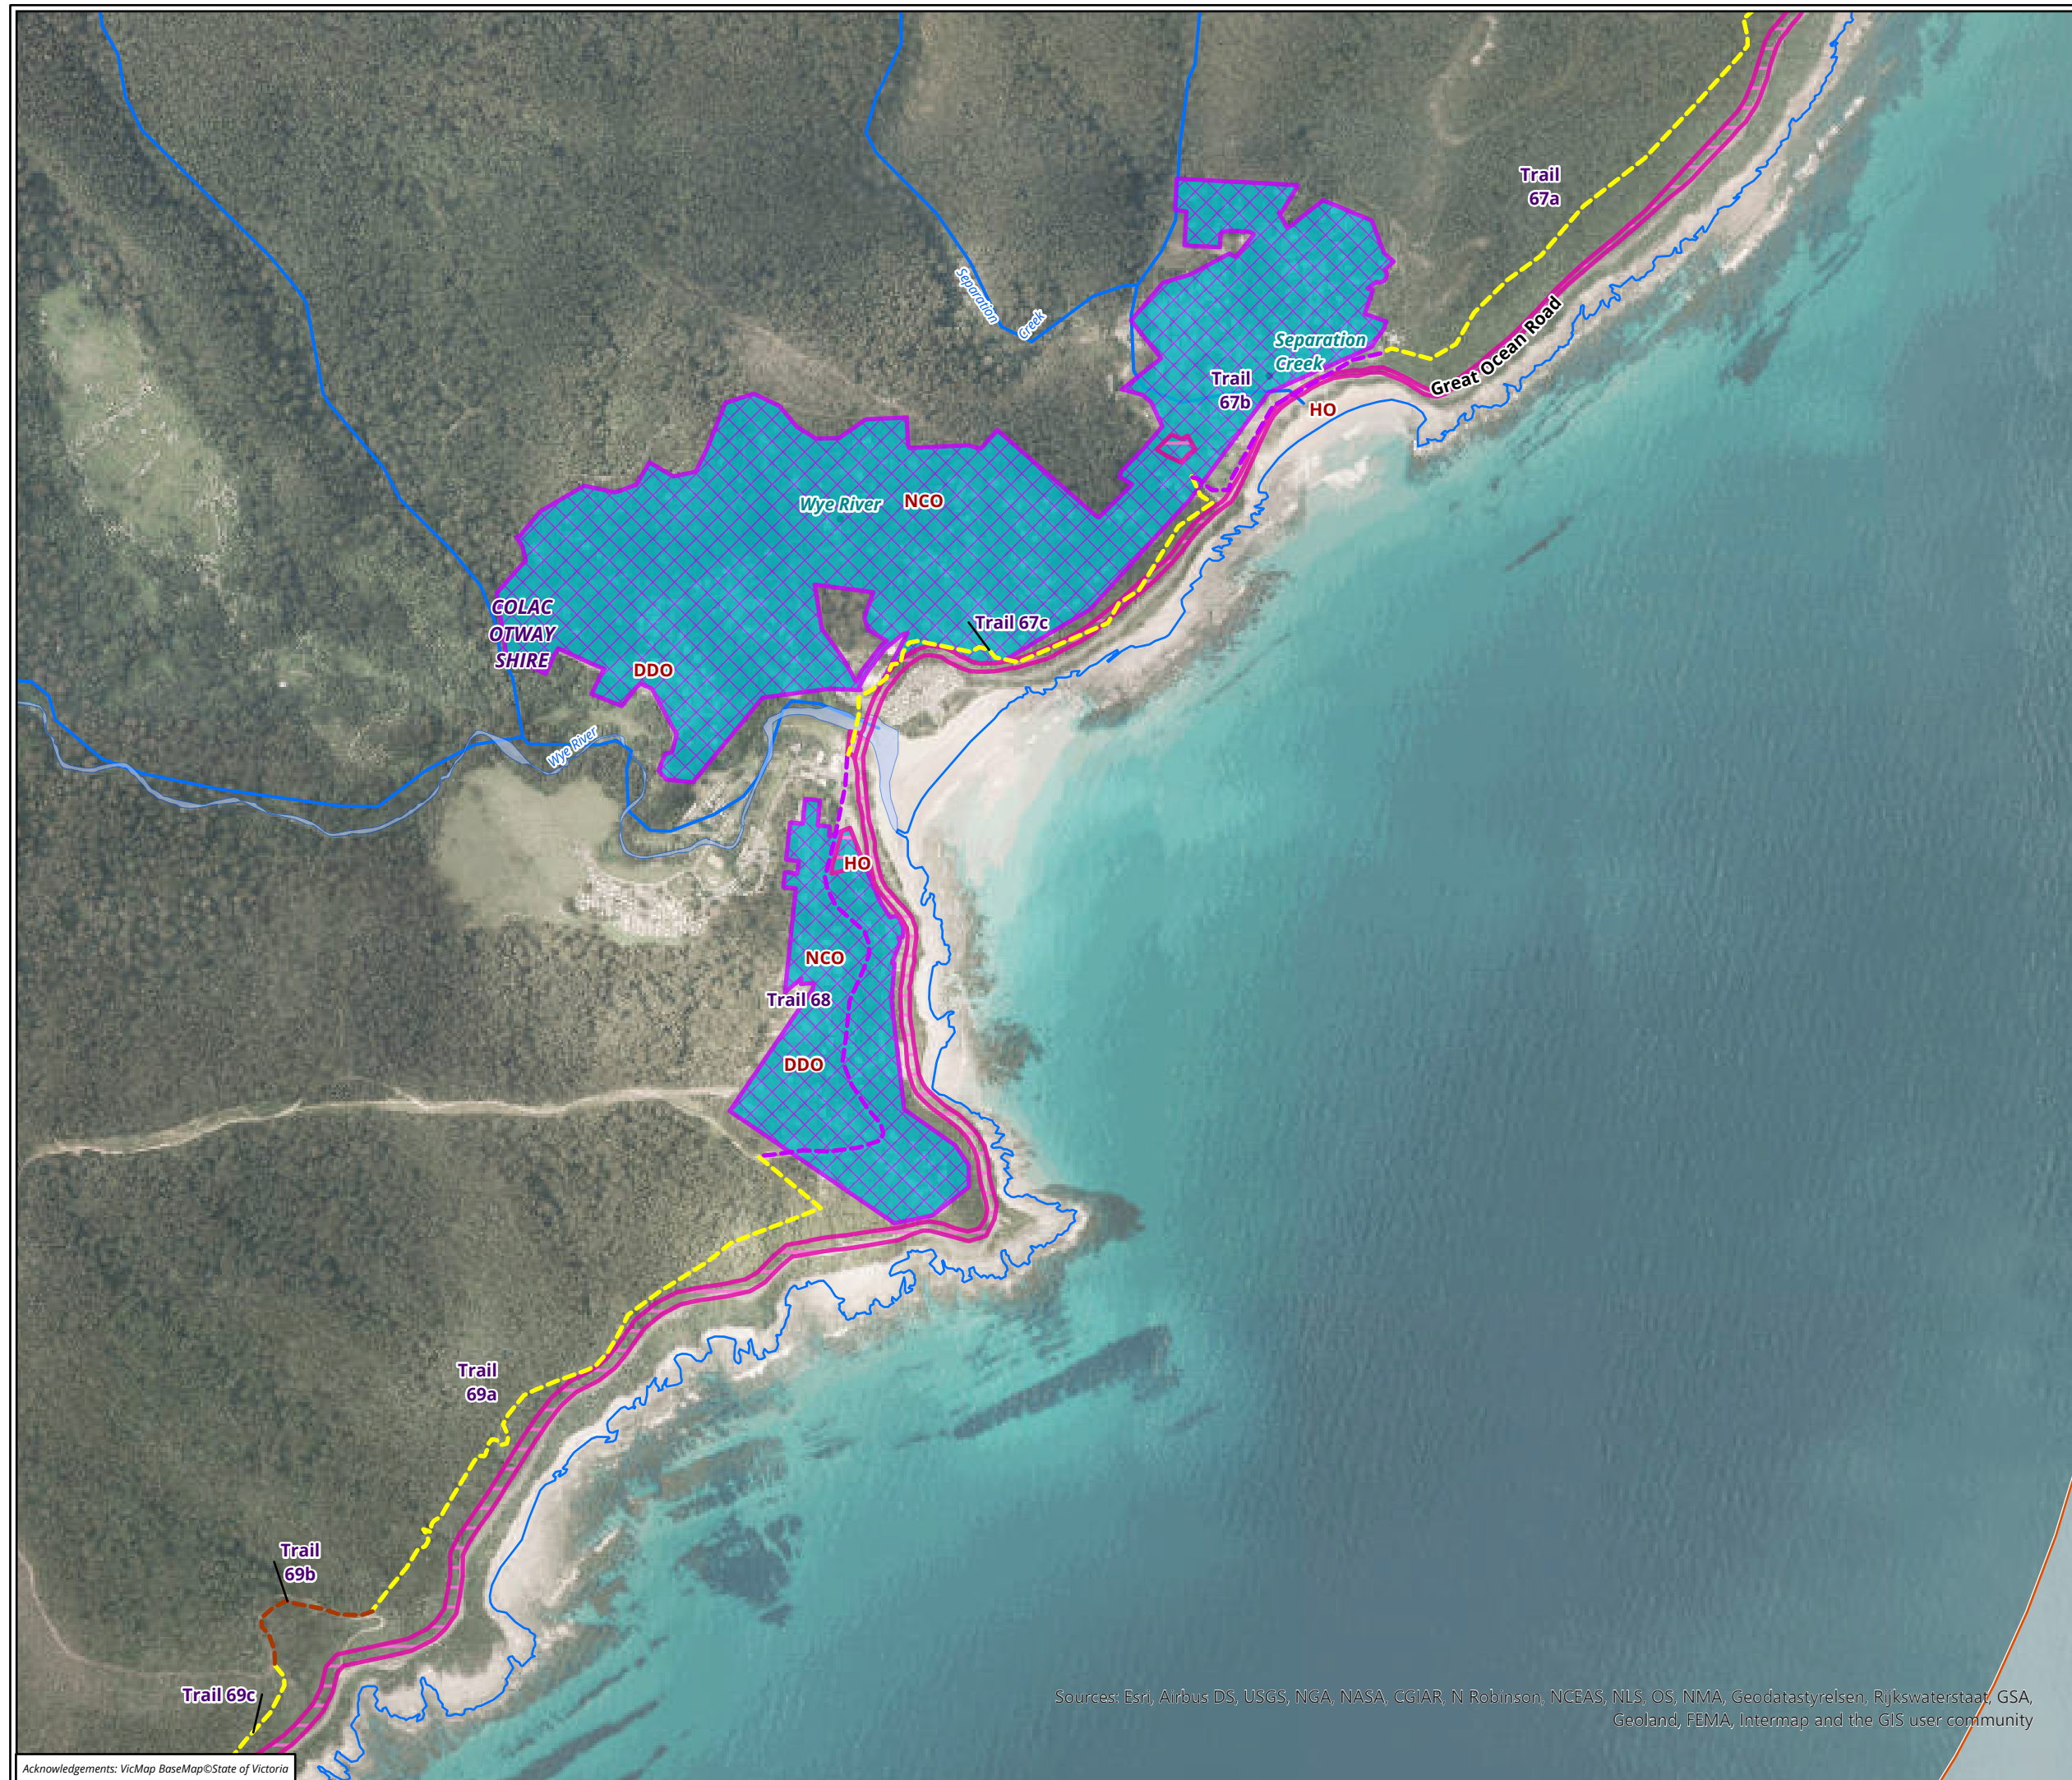 Trail
67a
Separation
Creek
Great Ocean Road
Separation
Creek
Trail
67b
HO
Wye River
NCO
COLAC
OTWAY
SHIRE
Trail 67c
DDO
Wye River
HO
NCO
Trail 68
DDO
Trail
69a
Trail
69b
Trail 69c
Sources: Esri, Airbus DS, USGS, NGA, NASA, CGIAR, N Robinson, NCEAS, NLS, OS, NMA, Geodatastyrelsen, Rijkswaterstaat, GSA,
Geoland, FEMA, Intermap and the GIS user community
Acknowledgements: VicMap BaseMap©State of Victoria